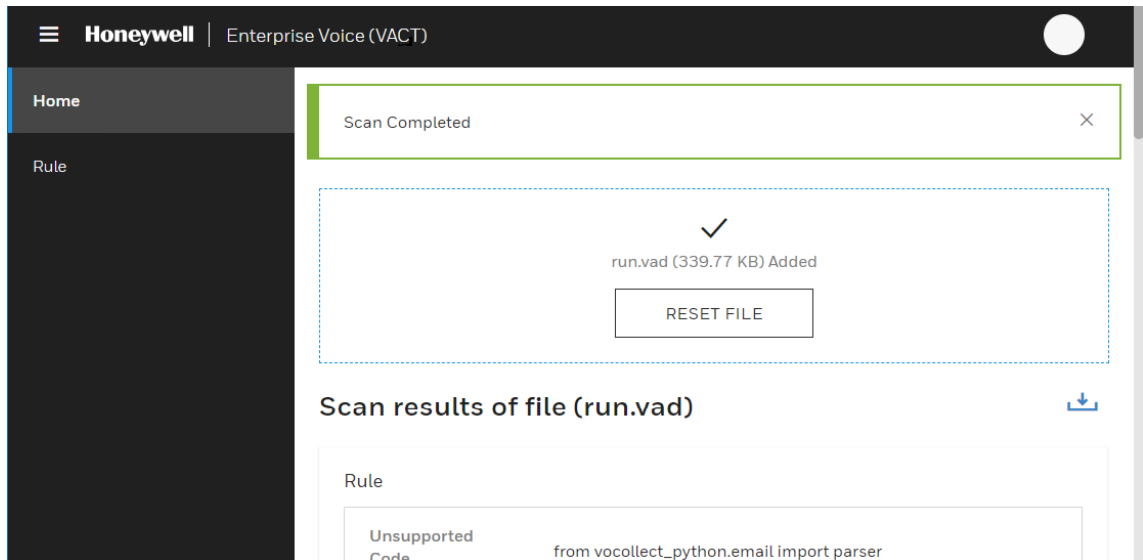 Honeywell | Enterprise Voice (VACT)
Home
Rule
Scan Completed
run.vad (339.77 KB) Added
RESET FILE
Scan results of file (run.vad)
Rule
Unsupported
Code
from vocollect_python.email import parser